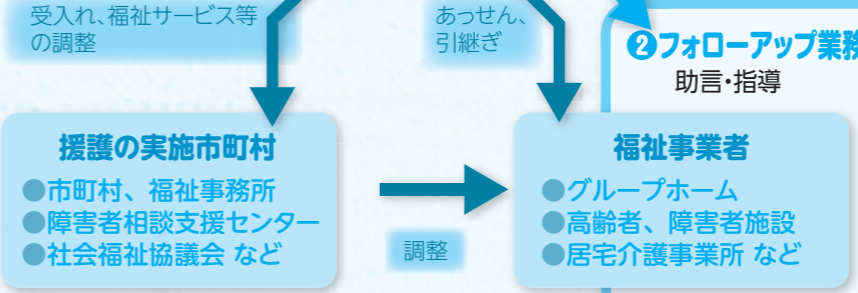 受入れ、福祉サービス等
の調整
あっせん、
引継ぎ
❷フォローアップ業務
助言・指導
援護の実施市町村
●市町村、福祉事務所
●障害者相談支援センター
●社会福祉協議会 など
調整
福祉事業者
●グループホーム
●高齢者、障害者施設
●居宅介護事業所 など